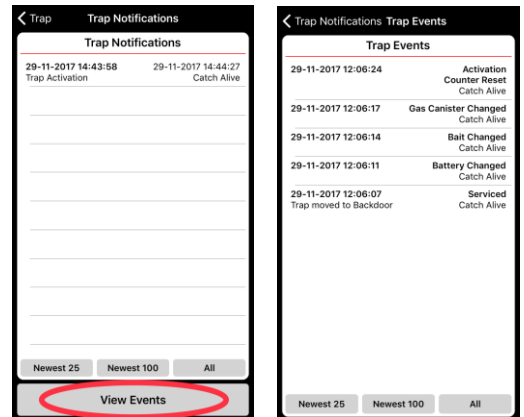 Trap Trap Notifications
Trap Notifications
29-11-2017 14:43:58 29-11-2017 14:44:27
Trap Activation Catch Alive
Newest 25 Newest 100 All
View Events
Trap Notifications Trap Events
Trap Events
29-11-2017 12:06:24 Activation
Counter Reset
Catch Alive
29-11-2017 12:06:17 Gas Canister Changed
Catch Alive
29-11-2017 12:06:14 Bait Changed
Catch Alive
29-11-2017 12:06:11 Battery Changed
Catch Alive
29-11-2017 12:06:07 Serviced
Trap moved to Backdoor Catch Alive
Newest 25 Newest 100 All